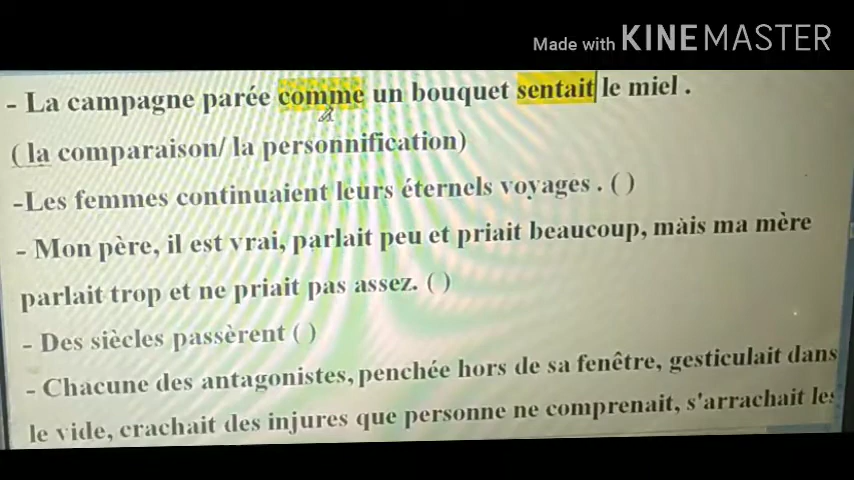 Made with KINEMASTER
- La campagne parée comme un bouquet sentait le miel .
( la comparaison/ la personnification)
-Les femmes continuaient leurs éternels voyages . ( )
- Mon père, il est vrai, parlait peu et priait beaucoup, mais ma mère
parlait trop et ne priait pas assez. ( )
- Des siècles passèrent ( )
- Chacune des antagonistes, penchée hors de sa fenêtre, gesticulait dans
le vide, crachait des injures que personne ne comprenait, s'arrachait les